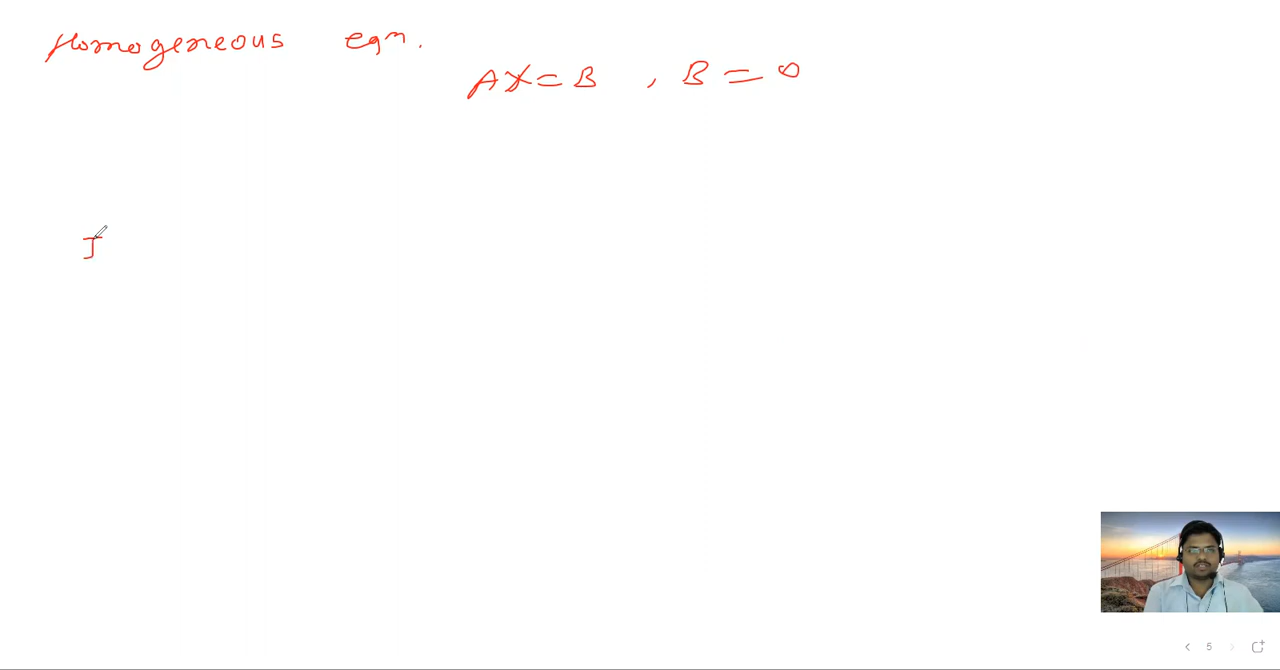 Homogeneous eqn.
AX = B , B = 0
I
5